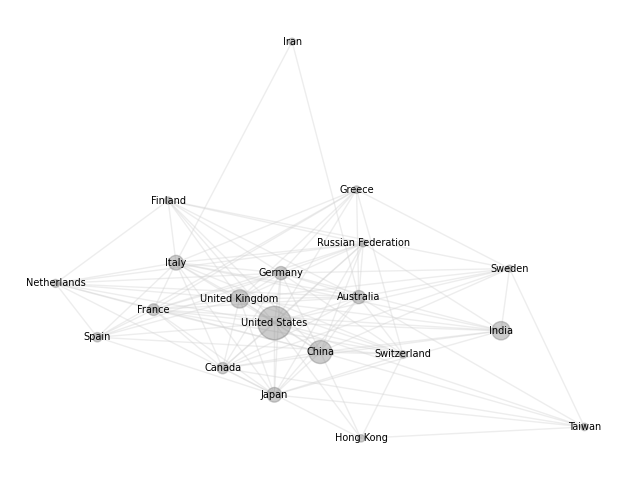 Iran
Greece
Finland
Russian Federation
Italy
Germany
Sweden
Netherlands
United Kingdom
Australia
France
United States
India
Spain
China
Switzerland
Canada
Japan
Taiwan
Hong Kong